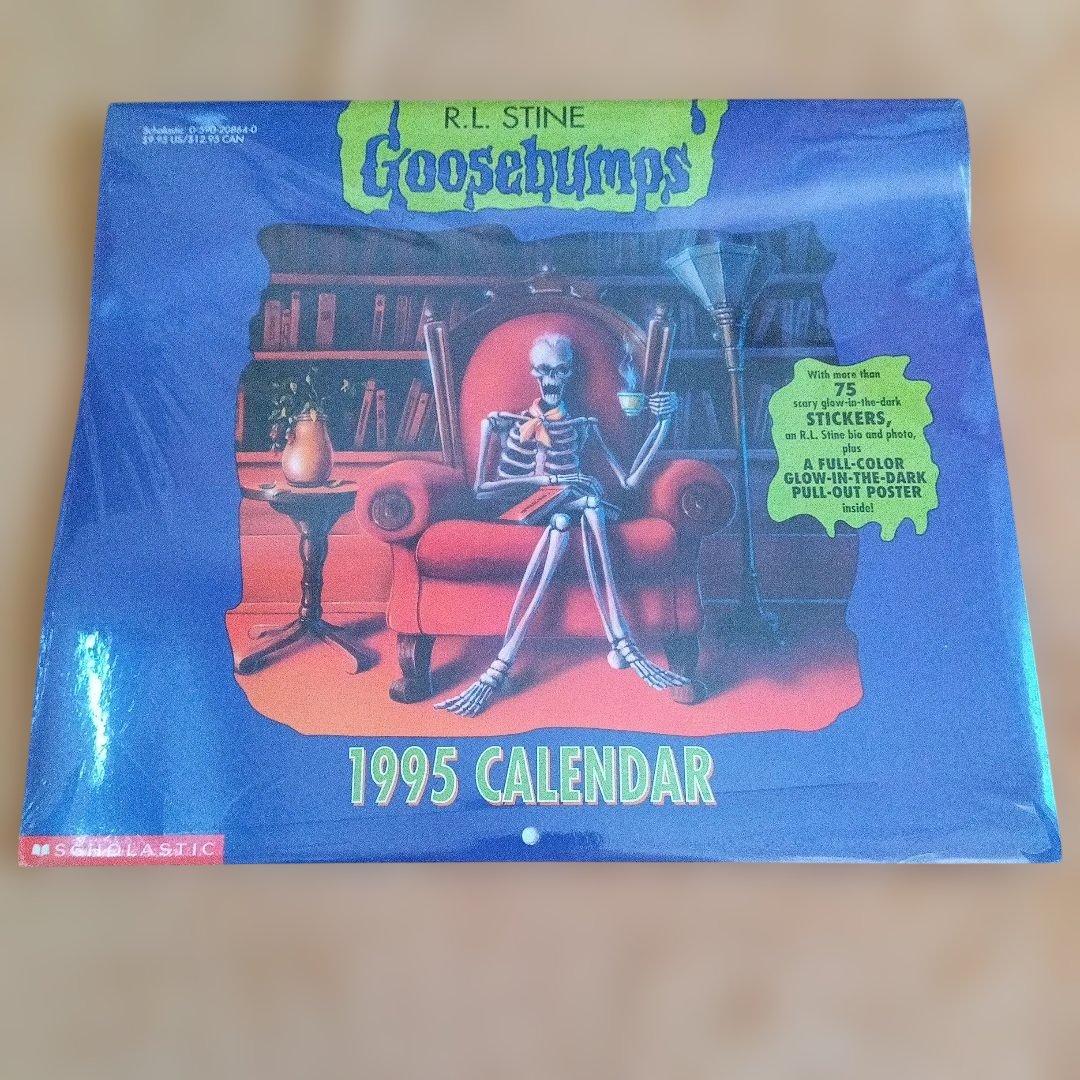 Scholastic 0-590-20864-0
$9.95 US/$12.95 CAN
R.L. STINE
Goosebumps
With more than
75
scary glow-in-the-dark
STICKERS,
an R.L. Stine bio and photo,
plus
A FULL-COLOR
GLOW-IN-THE-DARK
PULL-OUT POSTER
inside!
1995 CALENDAR
SCHOLASTIC